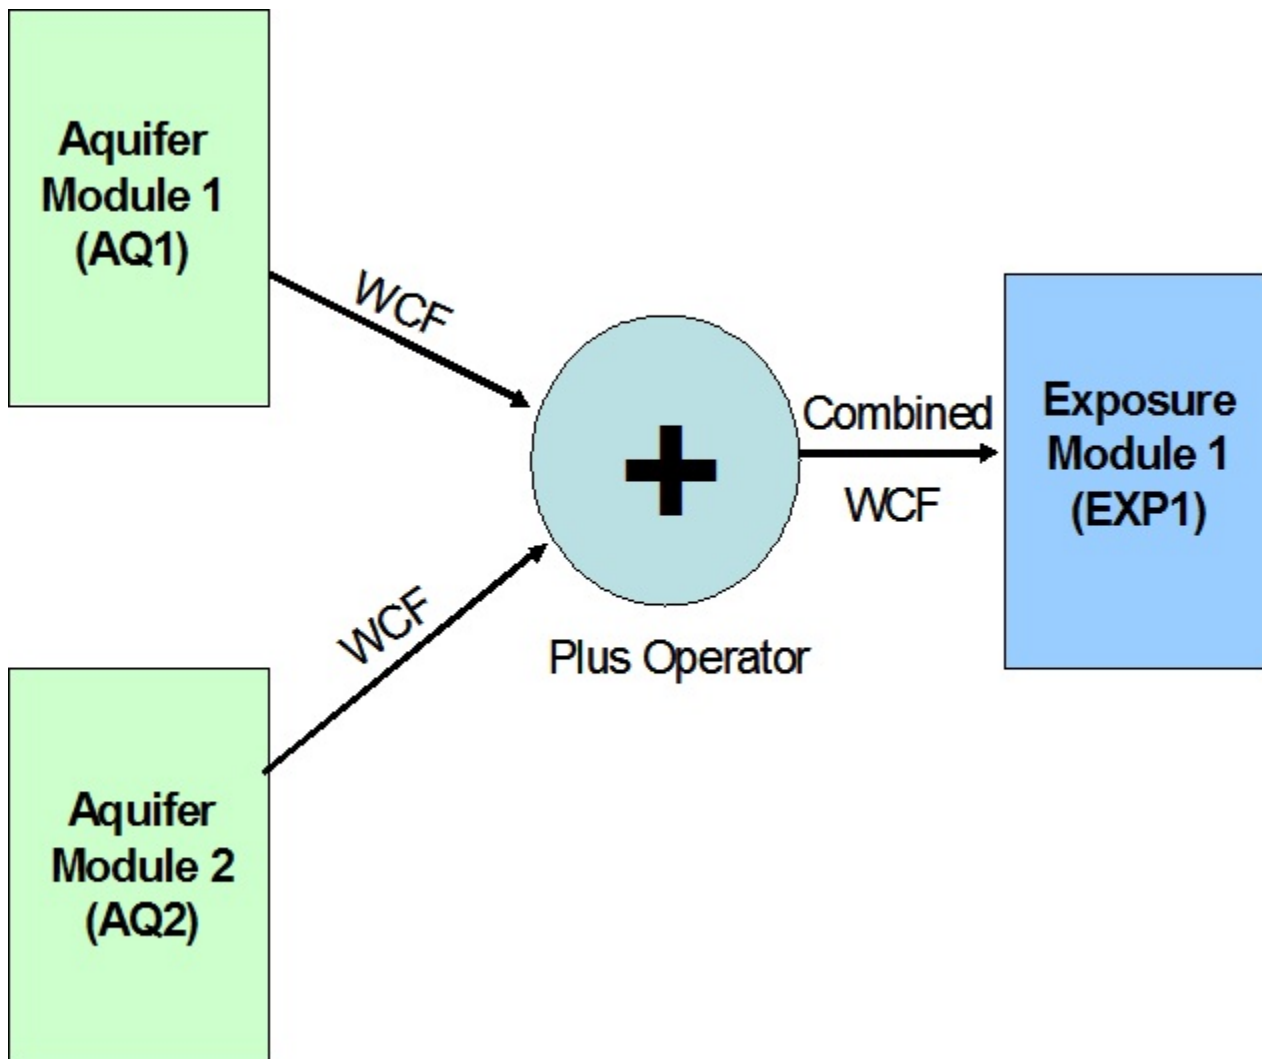 Aquifer
Module 1
(AQ1)
WCF
+
Plus Operator
Combined
WCF
Exposure
Module 1
(EXP1)
WCF
Aquifer
Module 2
(AQ2)